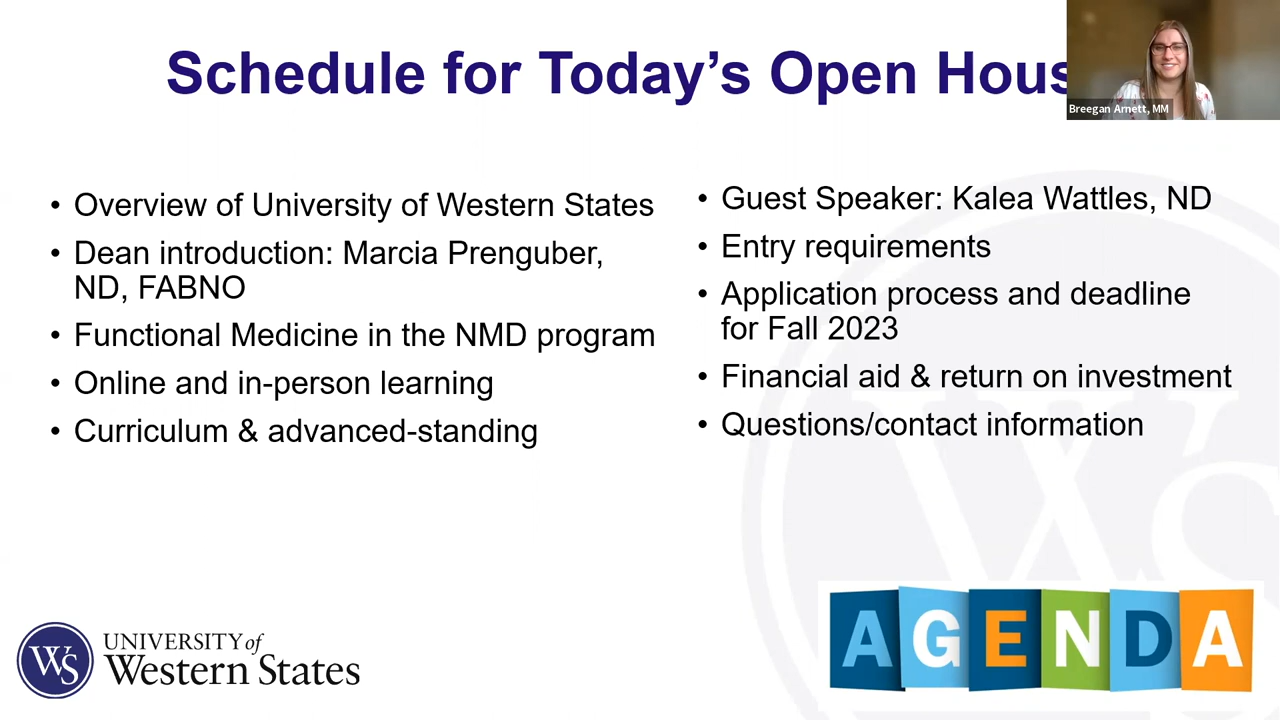 Schedule for Today's Open Hous
Breegan Arnett, MM
• Overview of University of Western States
• Dean introduction: Marcia Prenguber,
ND, FABNO
• Functional Medicine in the NMD program
• Online and in-person learning
• Curriculum & advanced-standing
• Guest Speaker: Kalea Wattles, ND
• Entry requirements
• Application process and deadline
for Fall 2023
• Financial aid & return on investment
• Questions/contact information
WS
UNIVERSITY of
Western States
AGENDA